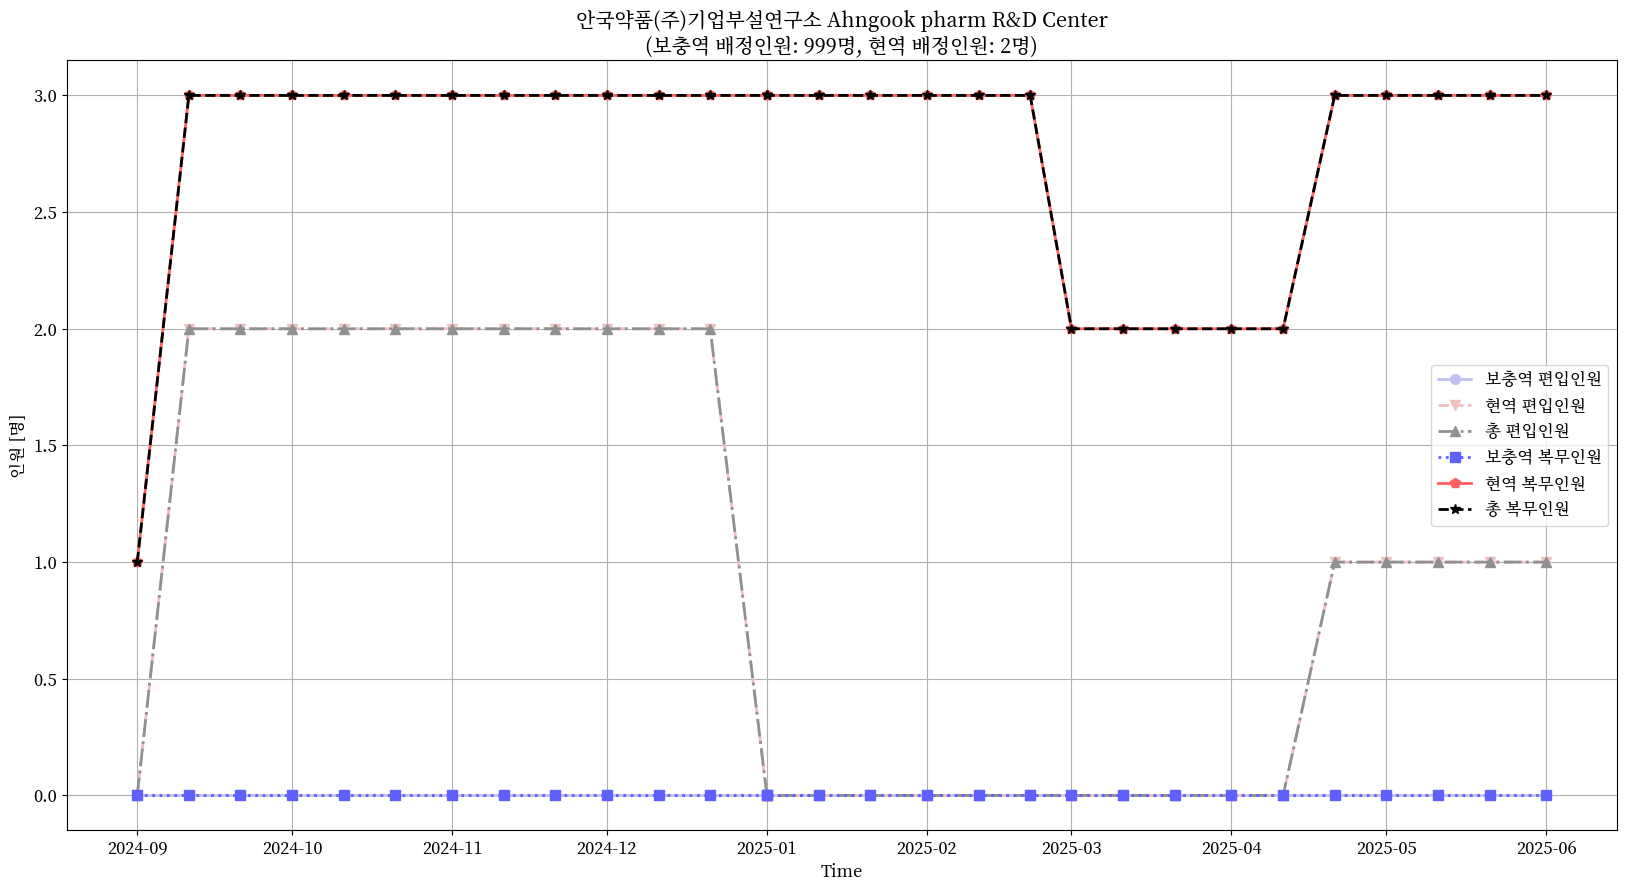 안국약품(주)기업부설연구소 Ahngook pharm R&D Center
(보충역 배정인원: 999명, 현역 배정인원: 2명)
인원 [명]
3.0
2.5
2.0
1.5
1.0
0.5
0.0
보충역 편입인원
현역 편입인원
총 편입인원
보충역 복무인원
현역 복무인원
총 복무인원
2024-09
2024-10
2024-11
2024-12
2025-01
2025-02
2025-03
2025-04
2025-05
2025-06
Time